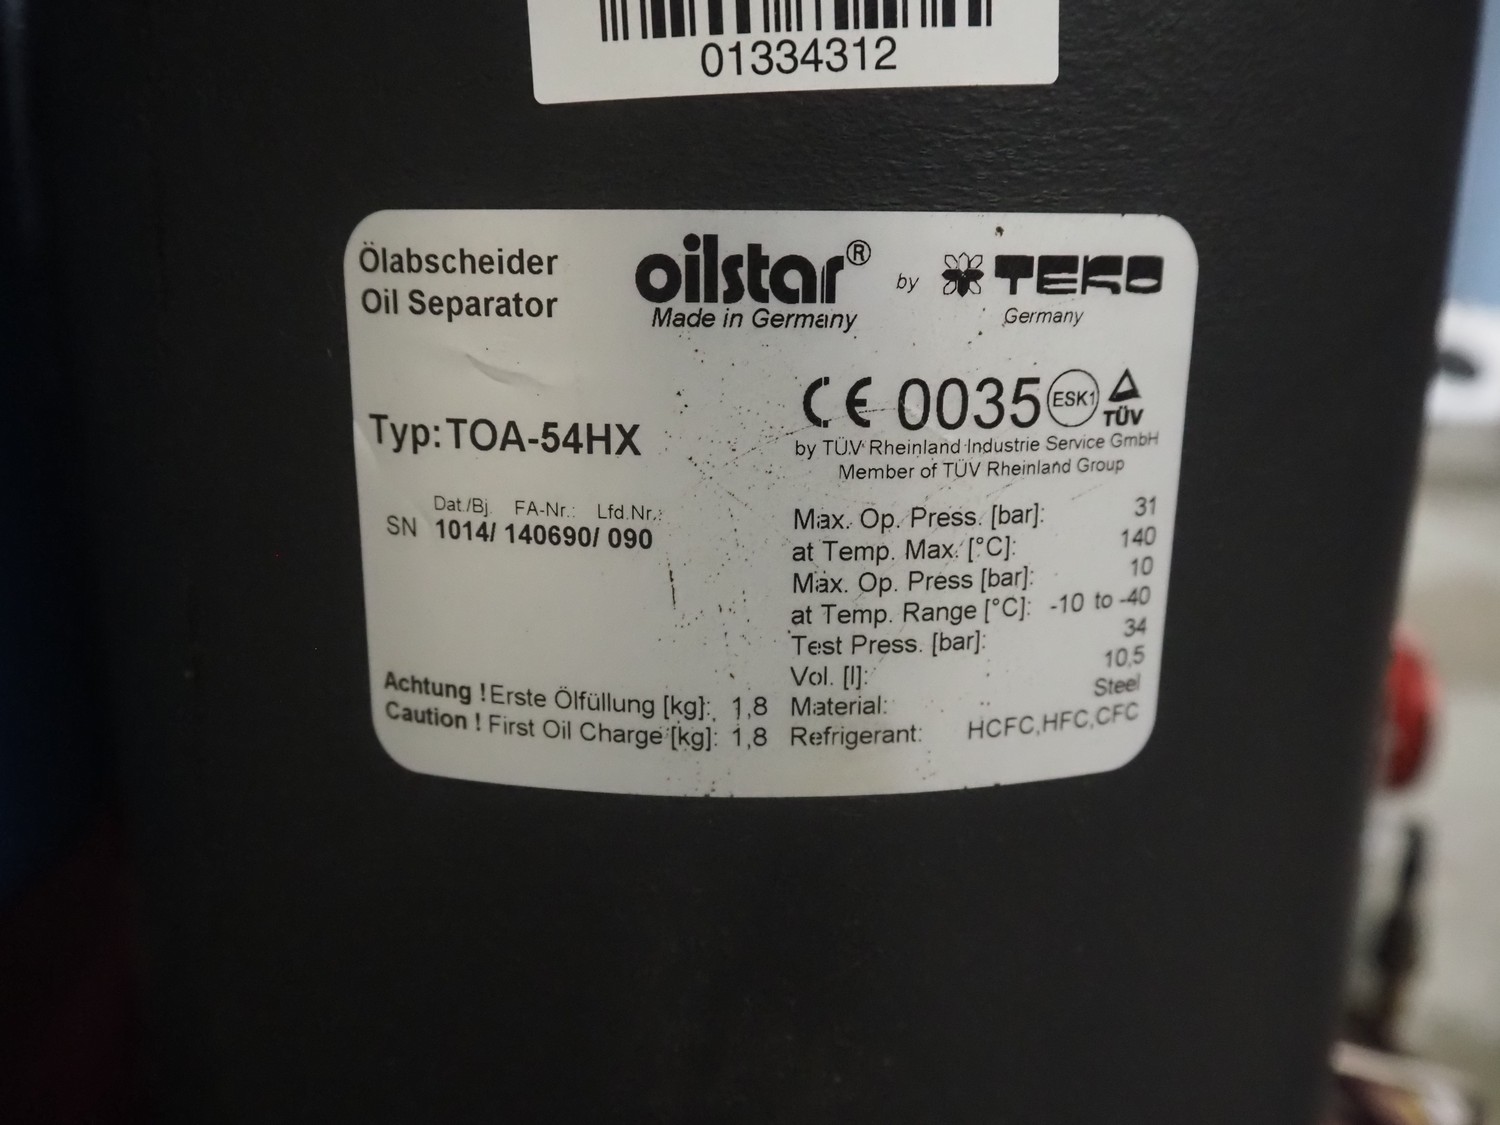 01334312
Ölabscheider
Oil Separator
oilstar®
Made in Germany
by TEKO
Germany
CE 0035 ESK1 TÜV
by TÜV Rheinland Industrie Service GmbH
Member of TÜV Rheinland Group
Typ: TOA-54HX
Dat./Bj. FA-Nr.: Lfd.Nr.:
SN 1014/ 140690/ 090
Max. Op. Press. [bar]: 31
at Temp. Max. [°C]: 140
Max. Op. Press [bar]: 10
at Temp. Range [°C]: -10 to -40
Test Press. [bar]: 34
Vol. [l]: 10,5
Material: Steel
Refrigerant: HCFC,HFC,CFC
Achtung ! Erste Ölfüllung [kg]: 1,8
Caution ! First Oil Charge [kg]: 1,8